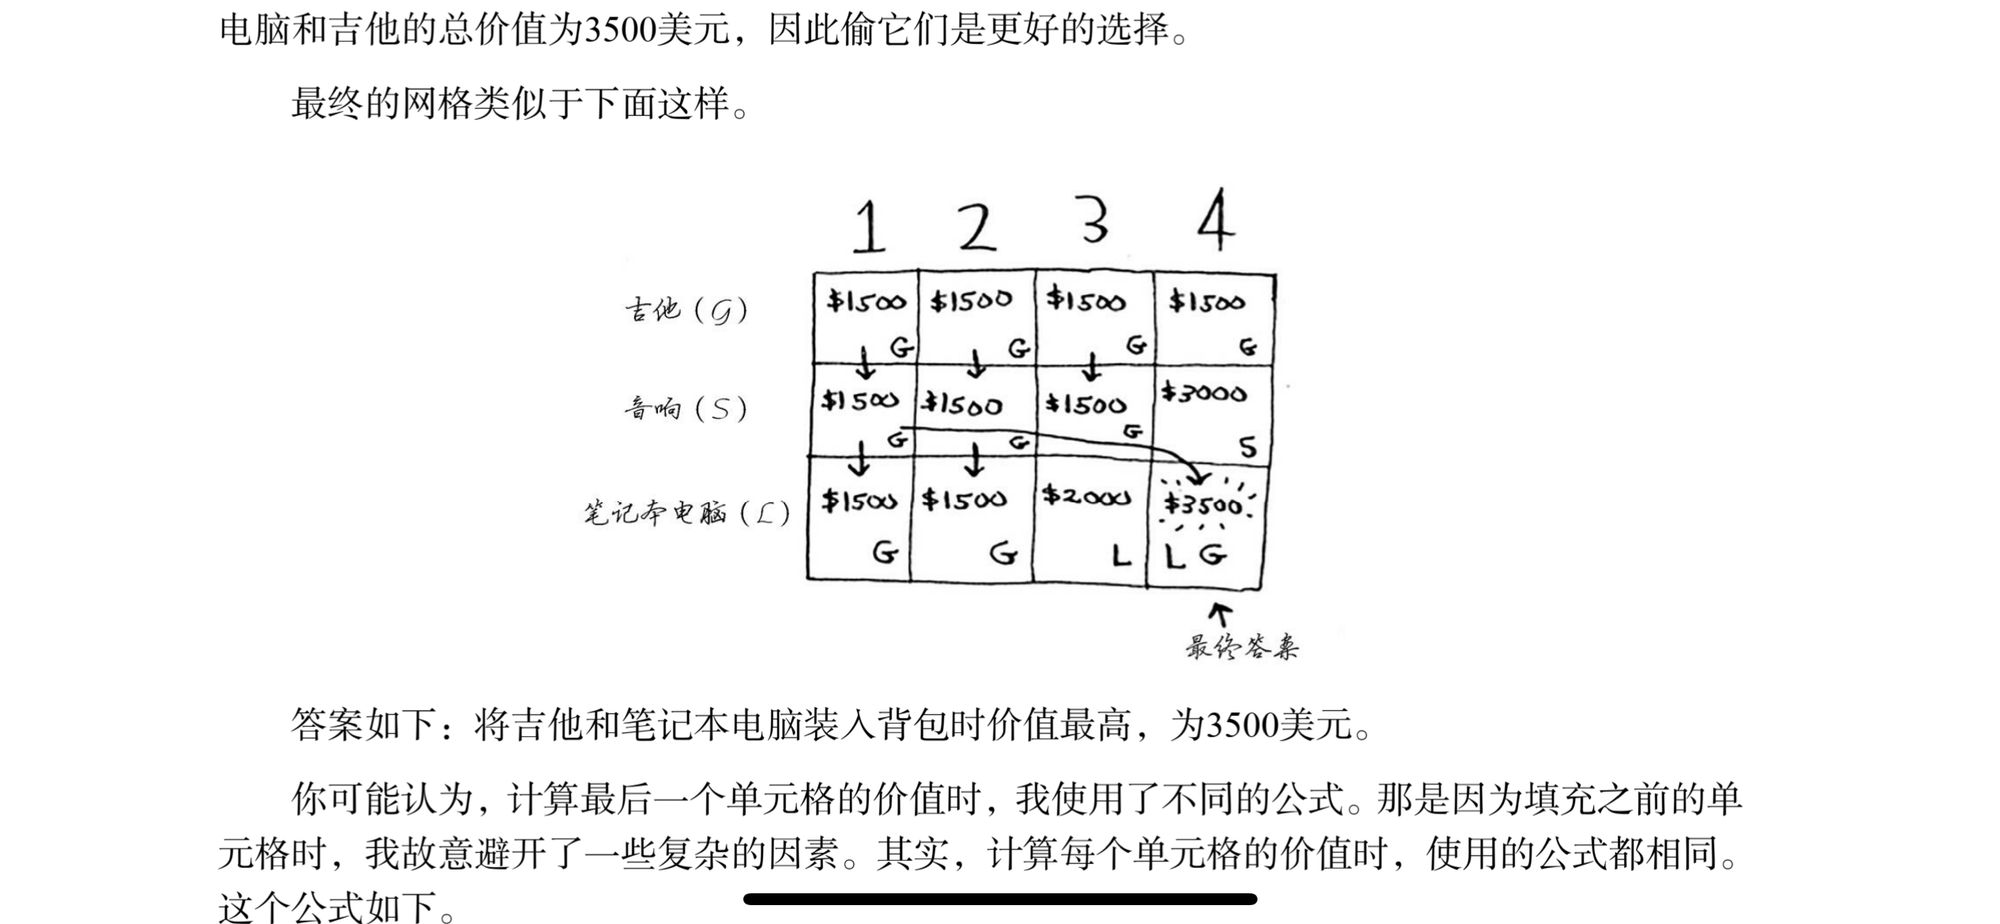 电脑和吉他的总价值为3500美元，因此偷它们是更好的选择。
最终的网格类似于下面这样。
1 2 3 4
吉他（G） $1500 G $1500 G $1500 G $1500 G
音响（S） $1500 G $1500 G $1500 G $3000 S
笔记本电脑（L） $1500 G $1500 G $2000 L $3500 L G
最终答案
答案如下：将吉他和笔记本电脑装入背包时价值最高，为3500美元。
你可能认为，计算最后一个单元格的价值时，我使用了不同的公式。那是因为填充之前的单
元格时，我故意避开了一些复杂的因素。其实，计算每个单元格的价值时，使用的公式都相同。
这个公式如下。